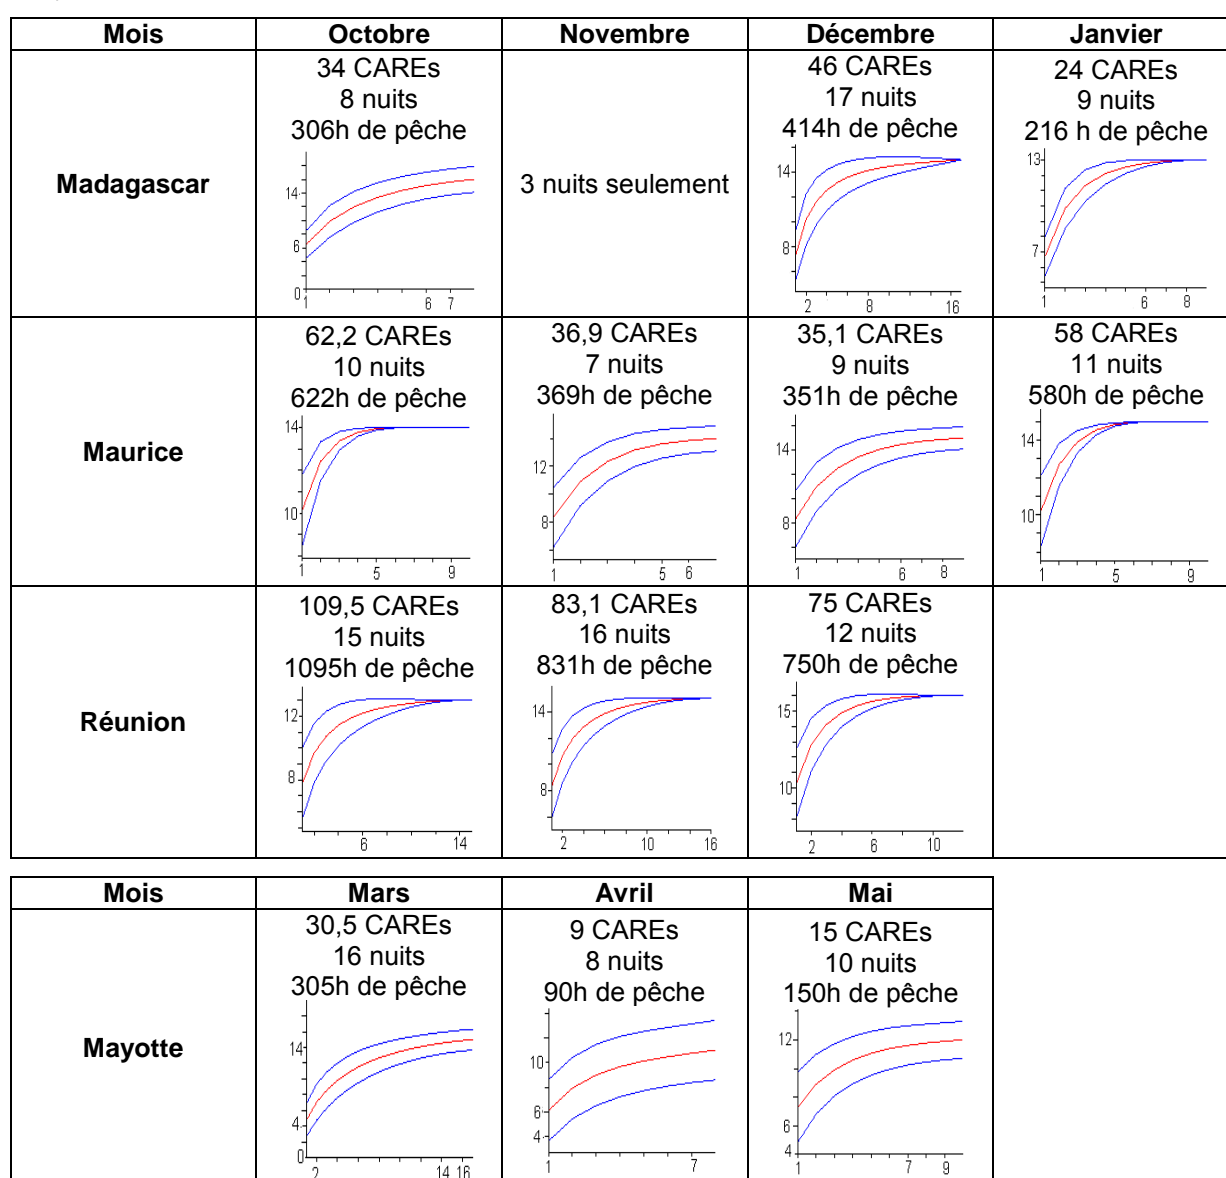 Mois Octobre Novembre Décembre Janvier
Madagascar
34 CAREs
8 nuits
306h de pêche
14
6
0
1 6 7
3 nuits seulement
46 CAREs
17 nuits
414h de pêche
14
8
2 8 16
24 CAREs
9 nuits
216 h de pêche
13
7
1 6 8
Maurice
62,2 CAREs
10 nuits
622h de pêche
14
10
1 5 9
36,9 CAREs
7 nuits
369h de pêche
12
8
1 5 6
35,1 CAREs
9 nuits
351h de pêche
14
8
1 6 8
58 CAREs
11 nuits
580h de pêche
14
10
1 5 9
Réunion
109,5 CAREs
15 nuits
1095h de pêche
12
8
6 14
83,1 CAREs
16 nuits
831h de pêche
14
8
2 10 16
75 CAREs
12 nuits
750h de pêche
15
10
2 6 10
Mois Mars Avril Mai
Mayotte
30,5 CAREs
16 nuits
305h de pêche
14
4
0
2 14 16
9 CAREs
8 nuits
90h de pêche
10
6
4
1 7
15 CAREs
10 nuits
150h de pêche
12
6
4
1 7 9